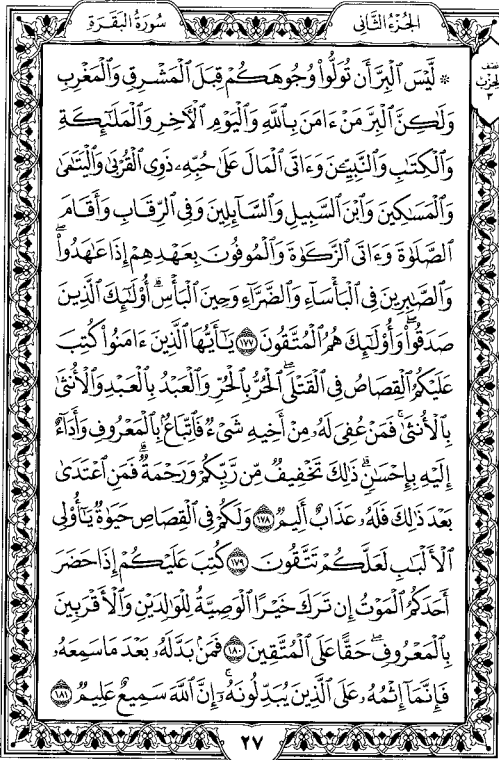 الجزء الثاني
سورة البقرة
نصف
الحزب
٣
۞ لَّيْسَ ٱلْبِرَّ أَن تُوَلُّوا۟ وُجُوهَكُمْ قِبَلَ ٱلْمَشْرِقِ وَٱلْمَغْرِبِ
وَلَٰكِنَّ ٱلْبِرَّ مَنْ ءَامَنَ بِٱللَّهِ وَٱلْيَوْمِ ٱلْءَاخِرِ وَٱلْمَلَٰٓئِكَةِ
وَٱلْكِتَٰبِ وَٱلنَّبِيِّۦنَ وَءَاتَى ٱلْمَالَ عَلَىٰ حُبِّهِۦ ذَوِى ٱلْقُرْبَىٰ وَٱلْيَتَٰمَىٰ
وَٱلْمَسَٰكِينَ وَٱبْنَ ٱلسَّبِيلِ وَٱلسَّآئِلِينَ وَفِى ٱلرِّقَابِ وَأَقَامَ
ٱلصَّلَوٰةَ وَءَاتَى ٱلزَّكَوٰةَ وَٱلْمُوفُونَ بِعَهْدِهِمْ إِذَا عَٰهَدُوا۟ ۖ
وَٱلصَّٰبِرِينَ فِى ٱلْبَأْسَآءِ وَٱلضَّرَّآءِ وَحِينَ ٱلْبَأْسِ ۗ أُو۟لَٰٓئِكَ ٱلَّذِينَ
صَدَقُوا۟ ۖ وَأُو۟لَٰٓئِكَ هُمُ ٱلْمُتَّقُونَ ١٧٧ يَٰٓأَيُّهَا ٱلَّذِينَ ءَامَنُوا۟ كُتِبَ
عَلَيْكُمُ ٱلْقِصَاصُ فِى ٱلْقَتْلَى ۖ ٱلْحُرُّ بِٱلْحُرِّ وَٱلْعَبْدُ بِٱلْعَبْدِ وَٱلْأُنثَىٰ
بِٱلْأُنثَىٰ ۚ فَمَنْ عُفِىَ لَهُۥ مِنْ أَخِيهِ شَىْءٌ فَٱتِّبَاعٌۢ بِٱلْمَعْرُوفِ وَأَدَآءٌ
إِلَيْهِ بِإِحْسَٰنٍ ۗ ذَٰلِكَ تَخْفِيفٌ مِّن رَّبِّكُمْ وَرَحْمَةٌ ۗ فَمَنِ ٱعْتَدَىٰ
بَعْدَ ذَٰلِكَ فَلَهُۥ عَذَابٌ أَلِيمٌ ١٧٨ وَلَكُمْ فِى ٱلْقِصَاصِ حَيَوٰةٌ يَٰٓأُو۟لِى
ٱلْأَلْبَٰبِ لَعَلَّكُمْ تَتَّقُونَ ١٧٩ كُتِبَ عَلَيْكُمْ إِذَا حَضَرَ
أَحَدَكُمُ ٱلْمَوْتُ إِن تَرَكَ خَيْرًا ٱلْوَصِيَّةُ لِلْوَٰلِدَيْنِ وَٱلْأَقْرَبِينَ
بِٱلْمَعْرُوفِ ۖ حَقًّا عَلَى ٱلْمُتَّقِينَ ١٨٠ فَمَنۢ بَدَّلَهُۥ بَعْدَ مَا سَمِعَهُۥ
فَإِنَّمَآ إِثْمُهُۥ عَلَى ٱلَّذِينَ يُبَدِّلُونَهُۥٓ ۚ إِنَّ ٱللَّهَ سَمِيعٌ عَلِيمٌ ١٨١
٢٧